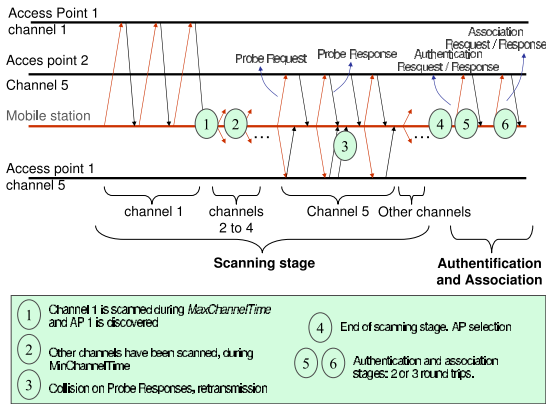 Access Point 1
channel 1
Acces point 2
Channel 5
Mobile station
Access point 1
channel 5
Probe Request
Probe Response
Authentication
Resquest / Response
Association
Resquest / Response
1
2
...
3
...
4
5
6
channel 1
channels
2 to 4
Channel 5
Other channels
Scanning stage
Authentification
and Association
1 Channel 1 is scanned during MaxChannelTime
and AP 1 is discovered
2 Other channels have been scanned, during
MinChannelTime
3 Collision on Probe Responses, retransmission
4 End of scanning stage. AP selection
5 6 Authentication and association
stages: 2 or 3 round trips.